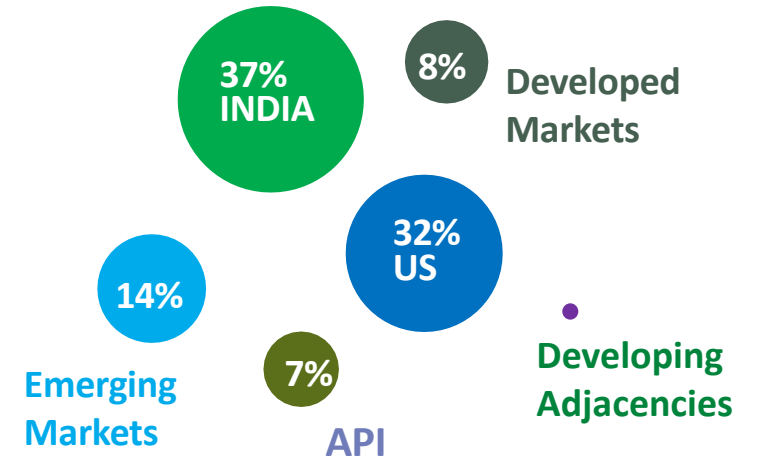 37%
INDIA
8%
Developed
Markets
32%
US
14%
Emerging
Markets
7%
API
Developing
Adjacencies